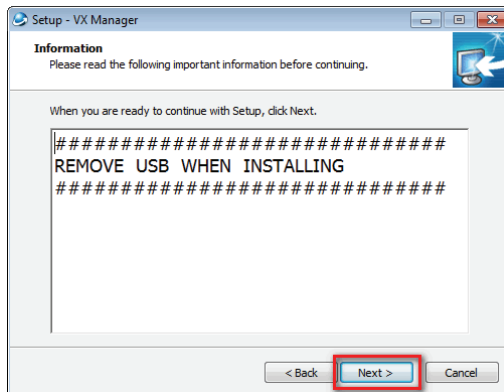 Setup - VX Manager
Information
Please read the following important information before continuing.
When you are ready to continue with Setup, click Next.
##############################
REMOVE USB WHEN INSTALLING
##############################
< Back
Next >
Cancel